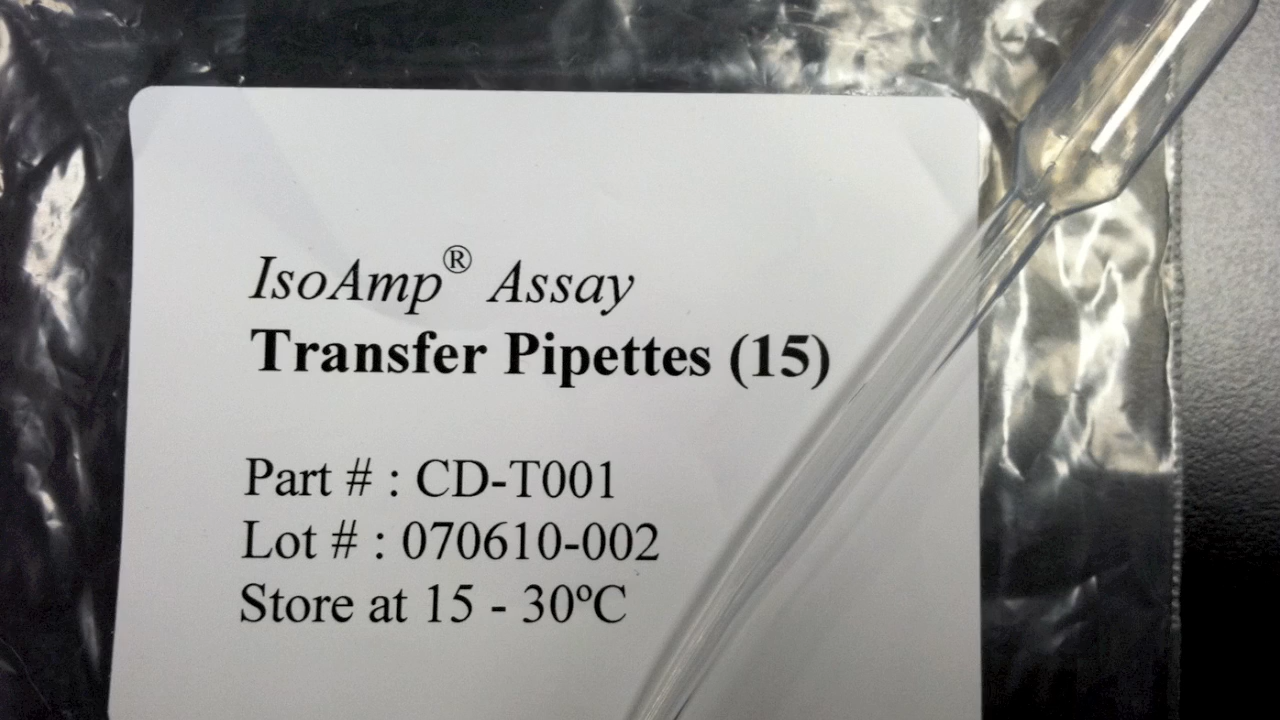 IsoAmp® Assay
Transfer Pipettes (15)
Part # : CD-T001
Lot # : 070610-002
Store at 15 - 30ºC